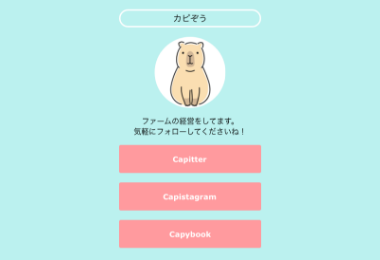 カピぞう
ファームの経営をしてます。
気軽にフォローしてくださいね！
Capitter
Capistagram
Capybook